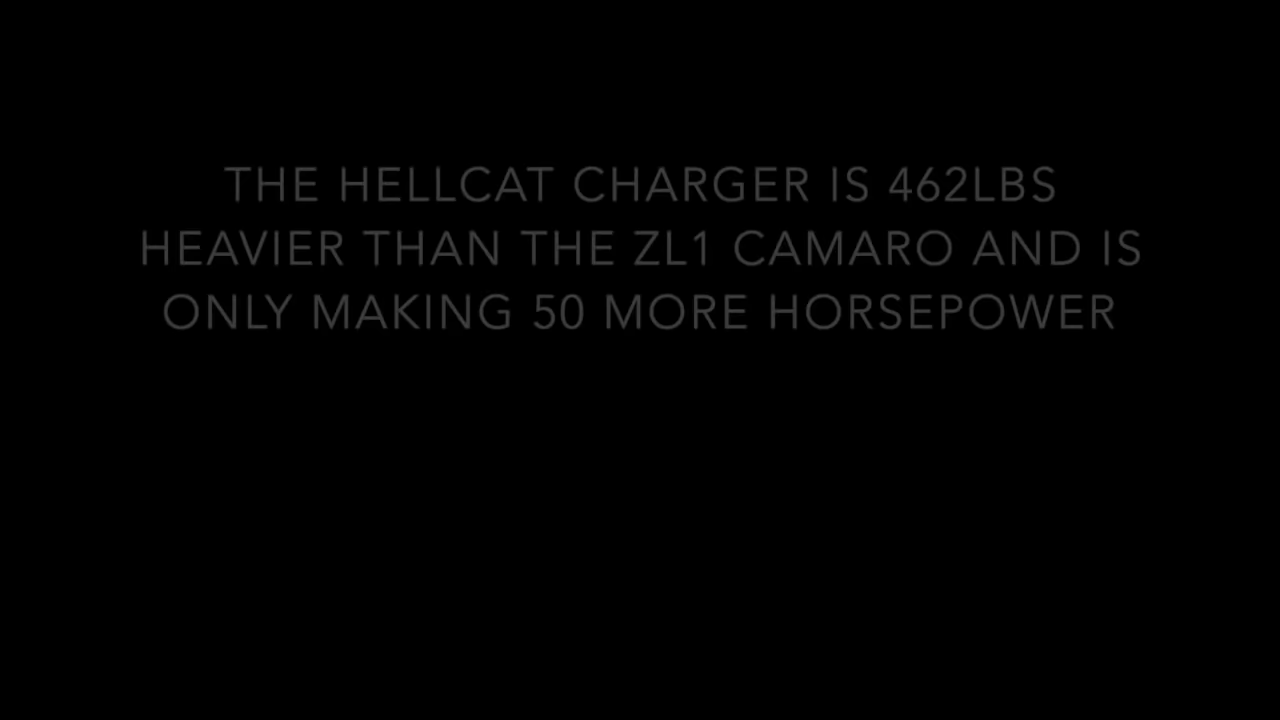 THE HELLCAT CHARGER IS 462LBS
HEAVIER THAN THE ZL1 CAMARO AND IS
ONLY MAKING 50 MORE HORSEPOWER